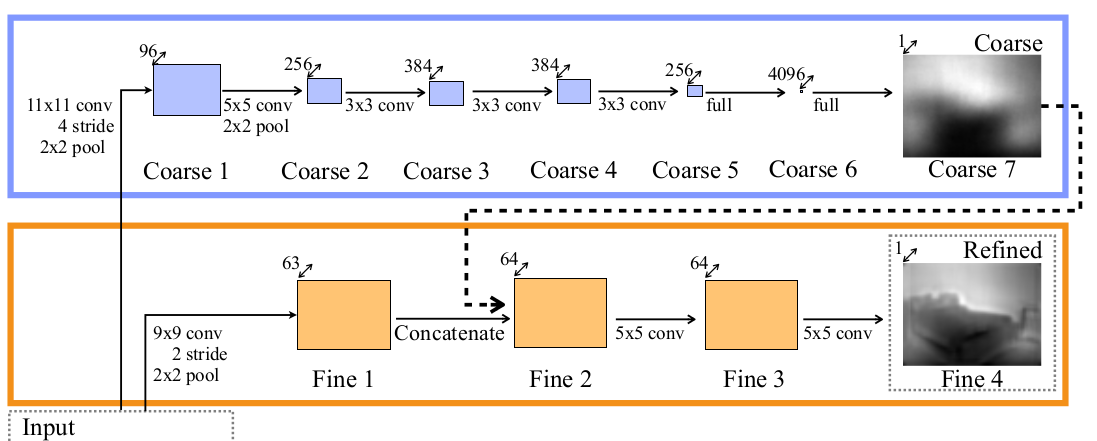 96
256
384
384
256
4096
1
Coarse
11x11 conv
4 stride
2x2 pool
5x5 conv
2x2 pool
3x3 conv
3x3 conv
3x3 conv
full
full
Coarse 1
Coarse 2
Coarse 3
Coarse 4
Coarse 5
Coarse 6
Coarse 7
63
64
64
1
Refined
9x9 conv
2 stride
2x2 pool
Concatenate
5x5 conv
5x5 conv
Fine 1
Fine 2
Fine 3
Fine 4
Input